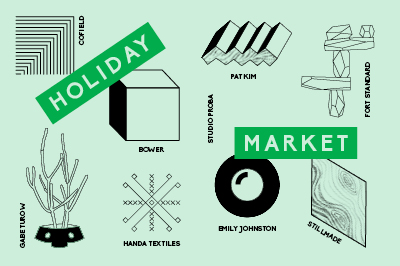 COFIELD
HOLIDAY
PAT KIM
FORT STANDARD
STUDIO PROBA
BOWER
MARKET
GABE TUROW
HANDA TEXTILES
EMILY JOHNSTON
STILLMADE